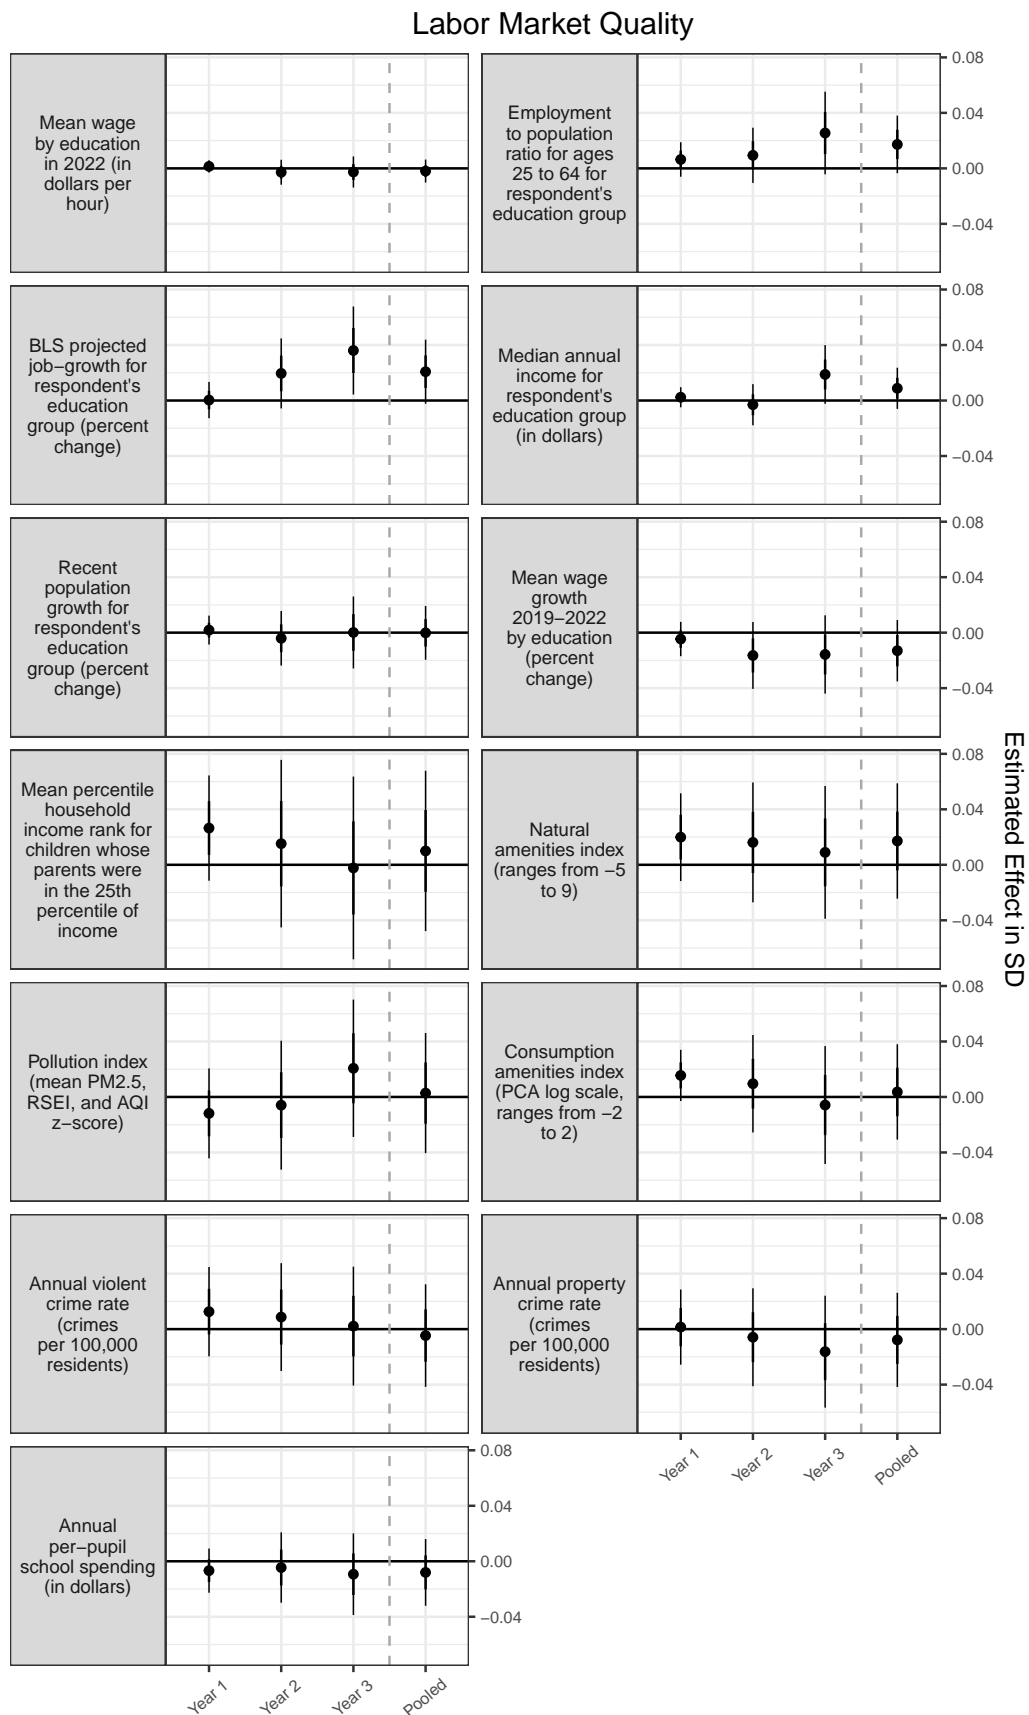 Labor Market Quality
Mean wage
by education
in 2022 (in
dollars per
hour)
Employment
to population
ratio for ages
25 to 64 for
respondent's
education group
0.08
0.04
0.00
−0.04
BLS projected
job−growth for
respondent's
education
group (percent
change)
Median annual
income for
respondent's
education group
(in dollars)
0.08
0.04
0.00
−0.04
Recent
population
growth for
respondent's
education
group (percent
change)
Mean wage
growth
2019−2022
by education
(percent
change)
0.08
0.04
0.00
−0.04
Mean percentile
household
income rank for
children whose
parents were
in the 25th
percentile of
income
Natural
amenities index
(ranges from −5
to 9)
0.08
0.04
0.00
−0.04
Estimated Effect in SD
Pollution index
(mean PM2.5,
RSEI, and AQI
z−score)
Consumption
amenities index
(PCA log scale,
ranges from −2
to 2)
0.08
0.04
0.00
−0.04
Annual violent
crime rate
(crimes
per 100,000
residents)
Annual property
crime rate
(crimes
per 100,000
residents)
0.08
0.04
0.00
−0.04
Year 1
Year 2
Year 3
Pooled
Annual
per−pupil
school spending
(in dollars)
0.08
0.04
0.00
−0.04
Year 1
Year 2
Year 3
Pooled